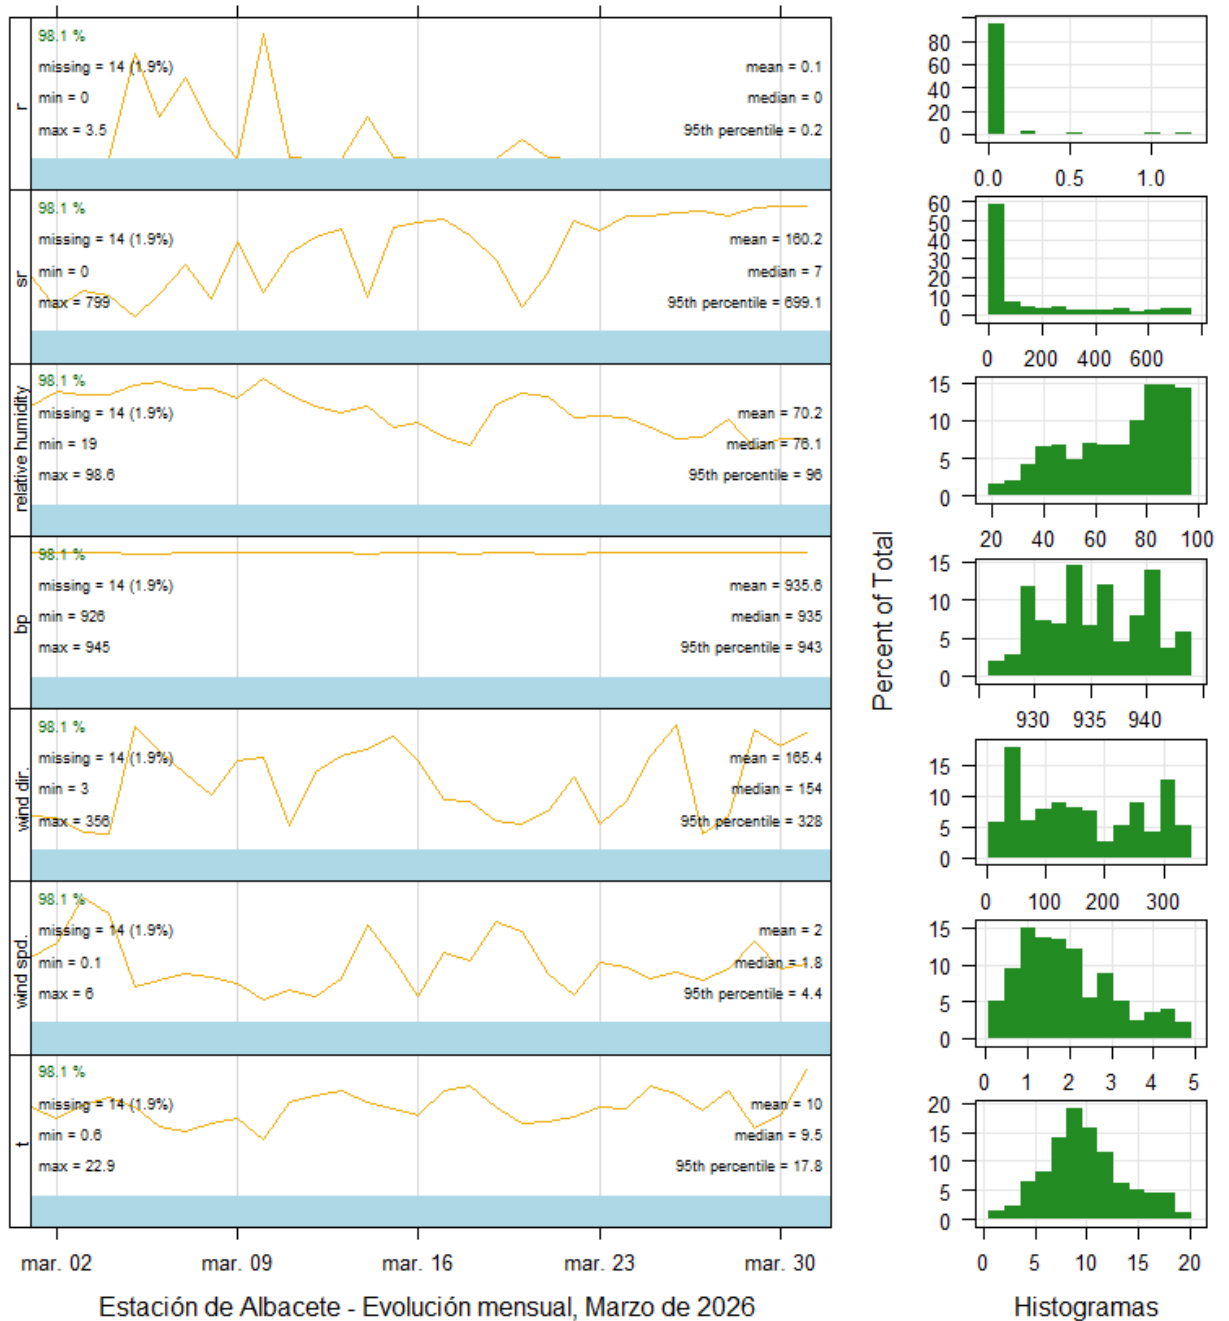 98.1 %
missing = 14 (1.9%)
min = 0
max = 3.5
mean = 0.1
median = 0
95th percentile = 0.2
r
80
60
40
20
0
0.0 0.5 1.0
98.1 %
missing = 14 (1.9%)
min = 0
max = 799
mean = 160.2
median = 7
95th percentile = 699.1
sr
60
50
40
30
20
10
0
0 200 400 600
98.1 %
missing = 14 (1.9%)
min = 19
max = 98.6
mean = 70.2
median = 76.1
95th percentile = 96
relative humidity
15
10
5
0
20 40 60 80 100
98.1 %
missing = 14 (1.9%)
min = 926
max = 945
mean = 935.6
median = 935
95th percentile = 943
bp
15
10
5
0
930 935 940
98.1 %
missing = 14 (1.9%)
min = 3
max = 356
mean = 165.4
median = 154
95th percentile = 328
wind dir.
15
10
5
0
0 100 200 300
98.1 %
missing = 14 (1.9%)
min = 0.1
max = 6
mean = 2
median = 1.8
95th percentile = 4.4
wind spd.
15
10
5
0
0 1 2 3 4 5
98.1 %
missing = 14 (1.9%)
min = 0.6
max = 22.9
mean = 10
median = 9.5
95th percentile = 17.8
t
20
15
10
5
0
0 5 10 15 20
Percent of Total
mar. 02 mar. 09 mar. 16 mar. 23 mar. 30
Estación de Albacete - Evolución mensual, Marzo de 2026
Histogramas